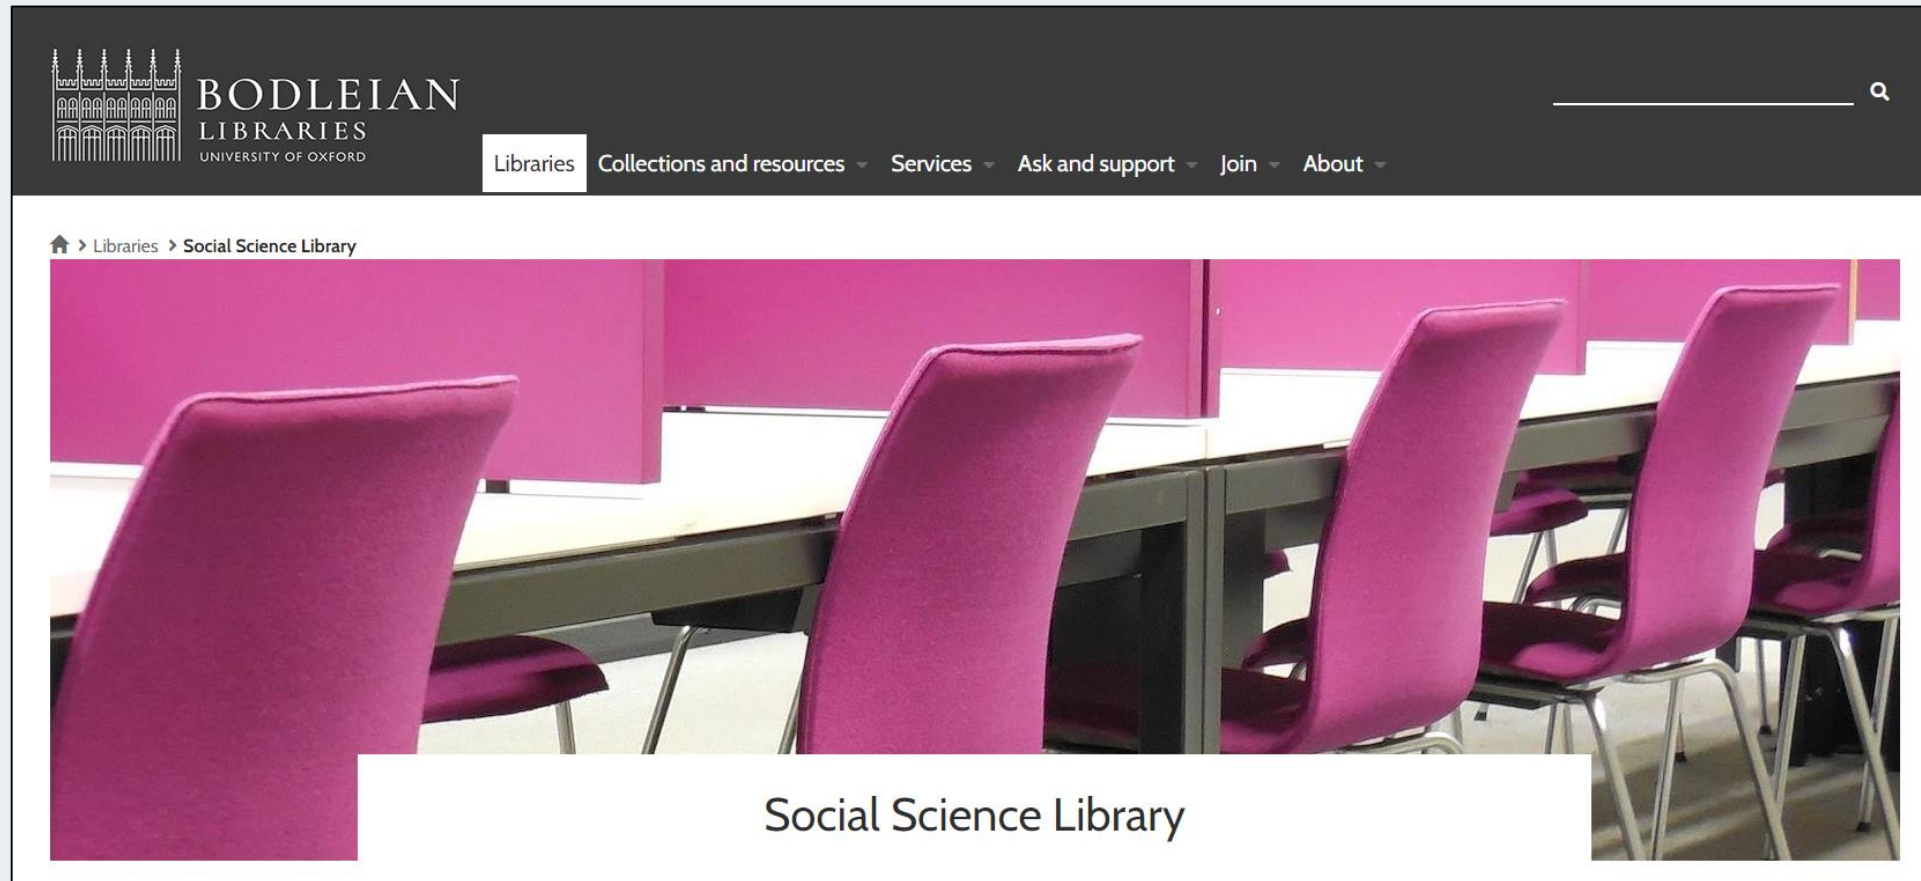 BODLEIAN
LIBRARIES
UNIVERSITY OF OXFORD
Libraries Collections and resources Services Ask and support Join About
Libraries > Social Science Library
Social Science Library